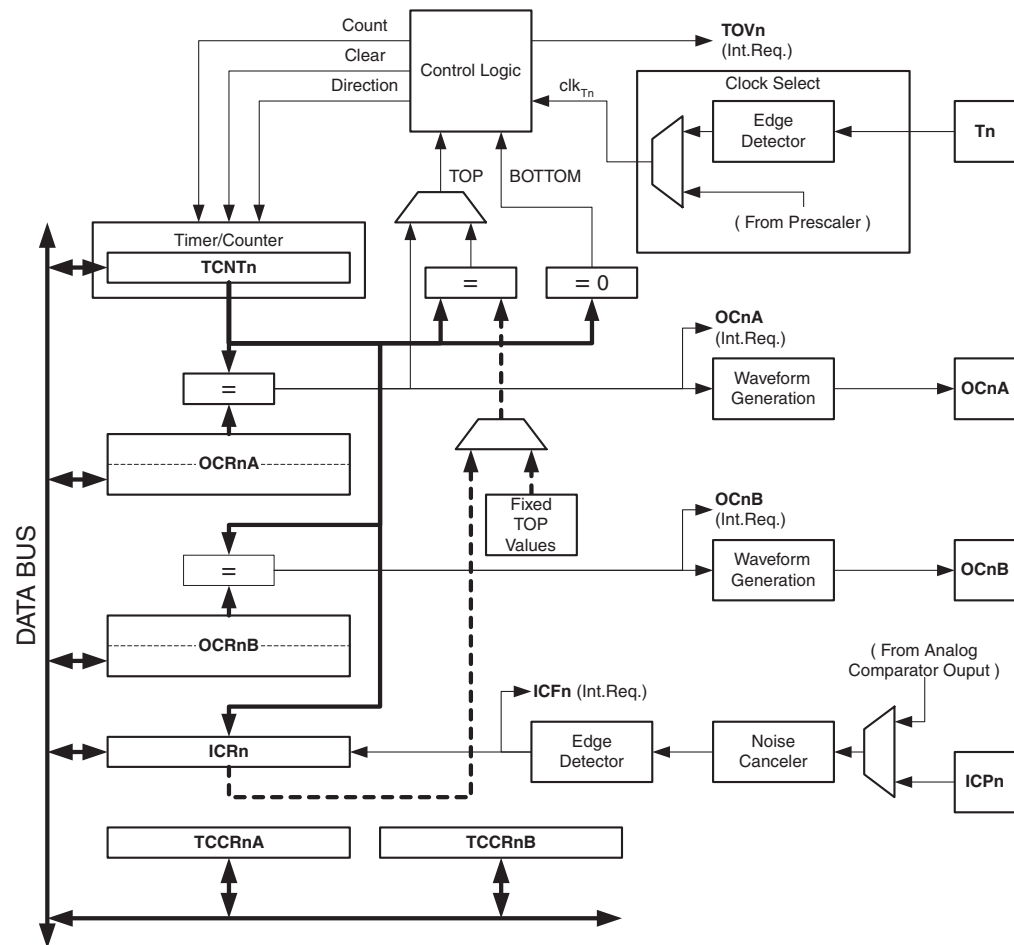 Count
TOVn
(Int.Req.)
Clear
Control Logic
Direction
clkTn
Clock Select
Edge
Detector
Tn
TOP
BOTTOM
( From Prescaler )
Timer/Counter
TCNTn
=
= 0
OCnA
(Int.Req.)
=
Waveform
Generation
OCnA
OCRnA
Fixed
TOP
Values
OCnB
(Int.Req.)
=
Waveform
Generation
OCnB
DATA BUS
OCRnB
( From Analog
Comparator Ouput )
ICFn (Int.Req.)
ICRn
Edge
Detector
Noise
Canceler
ICPn
TCCRnA
TCCRnB